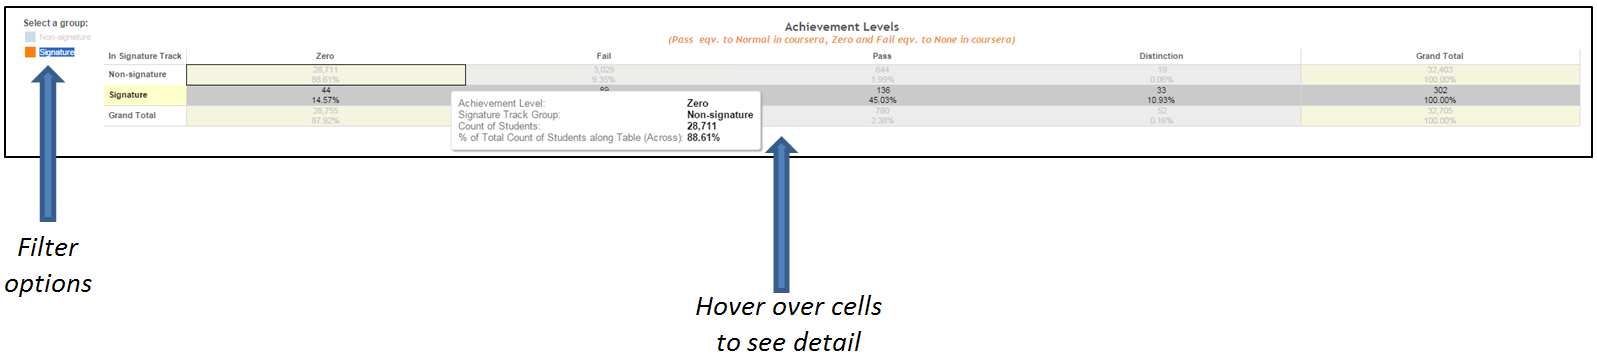 Select a group:
Non-signature
Signature
Achievement Levels
(Pass eqv. to Normal in coursera, Zero and Fail eqv. to None in coursera)
In Signature Track Zero Fail Pass Distinction Grand Total
Non-signature 28,711 3,029 644 19 32,403
88.61% 9.35% 1.99% 0.06% 100.00%
Signature 44 89 136 33 302
14.57% 45.03% 10.93% 100.00%
Grand Total 28,755 780 52 32,705
87.92% 2.38% 0.16% 100.00%
Achievement Level: Zero
Signature Track Group: Non-signature
Count of Students: 28,711
% of Total Count of Students along Table (Across): 88.61%
Filter
options
Hover over cells
to see detail